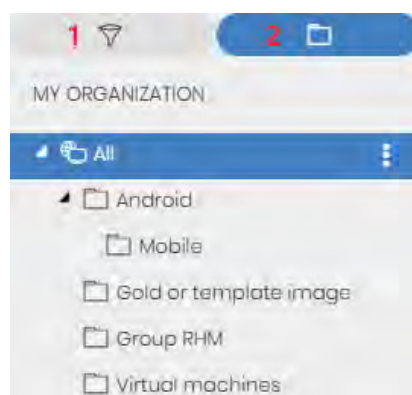 1 2
MY ORGANIZATION
All
Android
Mobile
Gold or template image
Group RHM
Virtual machines